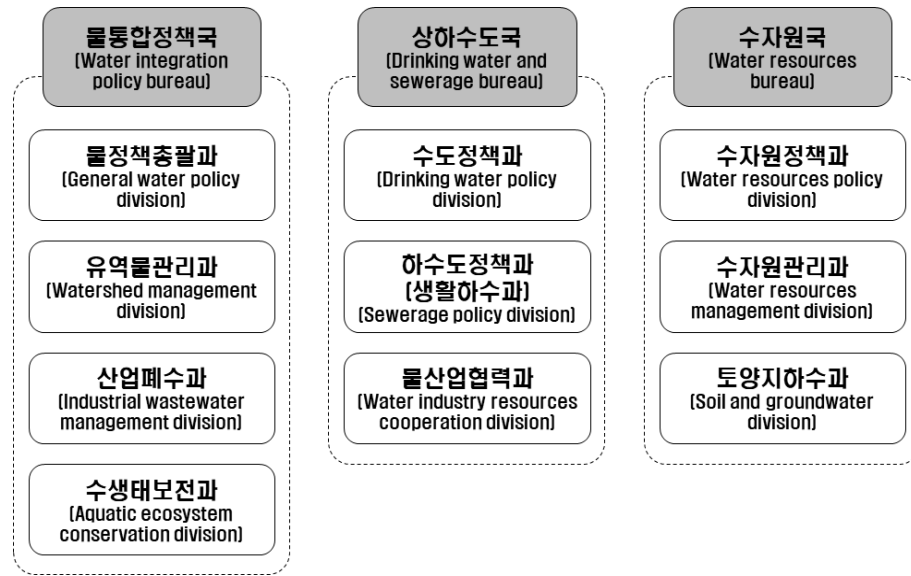 물통합정책국
(Water integration
policy bureau)
물정책총괄과
(General water policy
division)
유역물관리과
(Watershed management
division)
산업폐수과
(Industrial wastewater
management division)
수생태보전과
(Aquatic ecosystem
conservation division)
상하수도국
(Drinking water and
sewerage bureau)
수도정책과
(Drinking water policy
division)
하수도정책과
(생활하수과)
(Sewerage policy division)
물산업협력과
(Water industry resources
cooperation division)
수자원국
(Water resources
bureau)
수자원정책과
(Water resources policy
division)
수자원관리과
(Water resources
management division)
토양지하수과
(Soil and groundwater
division)